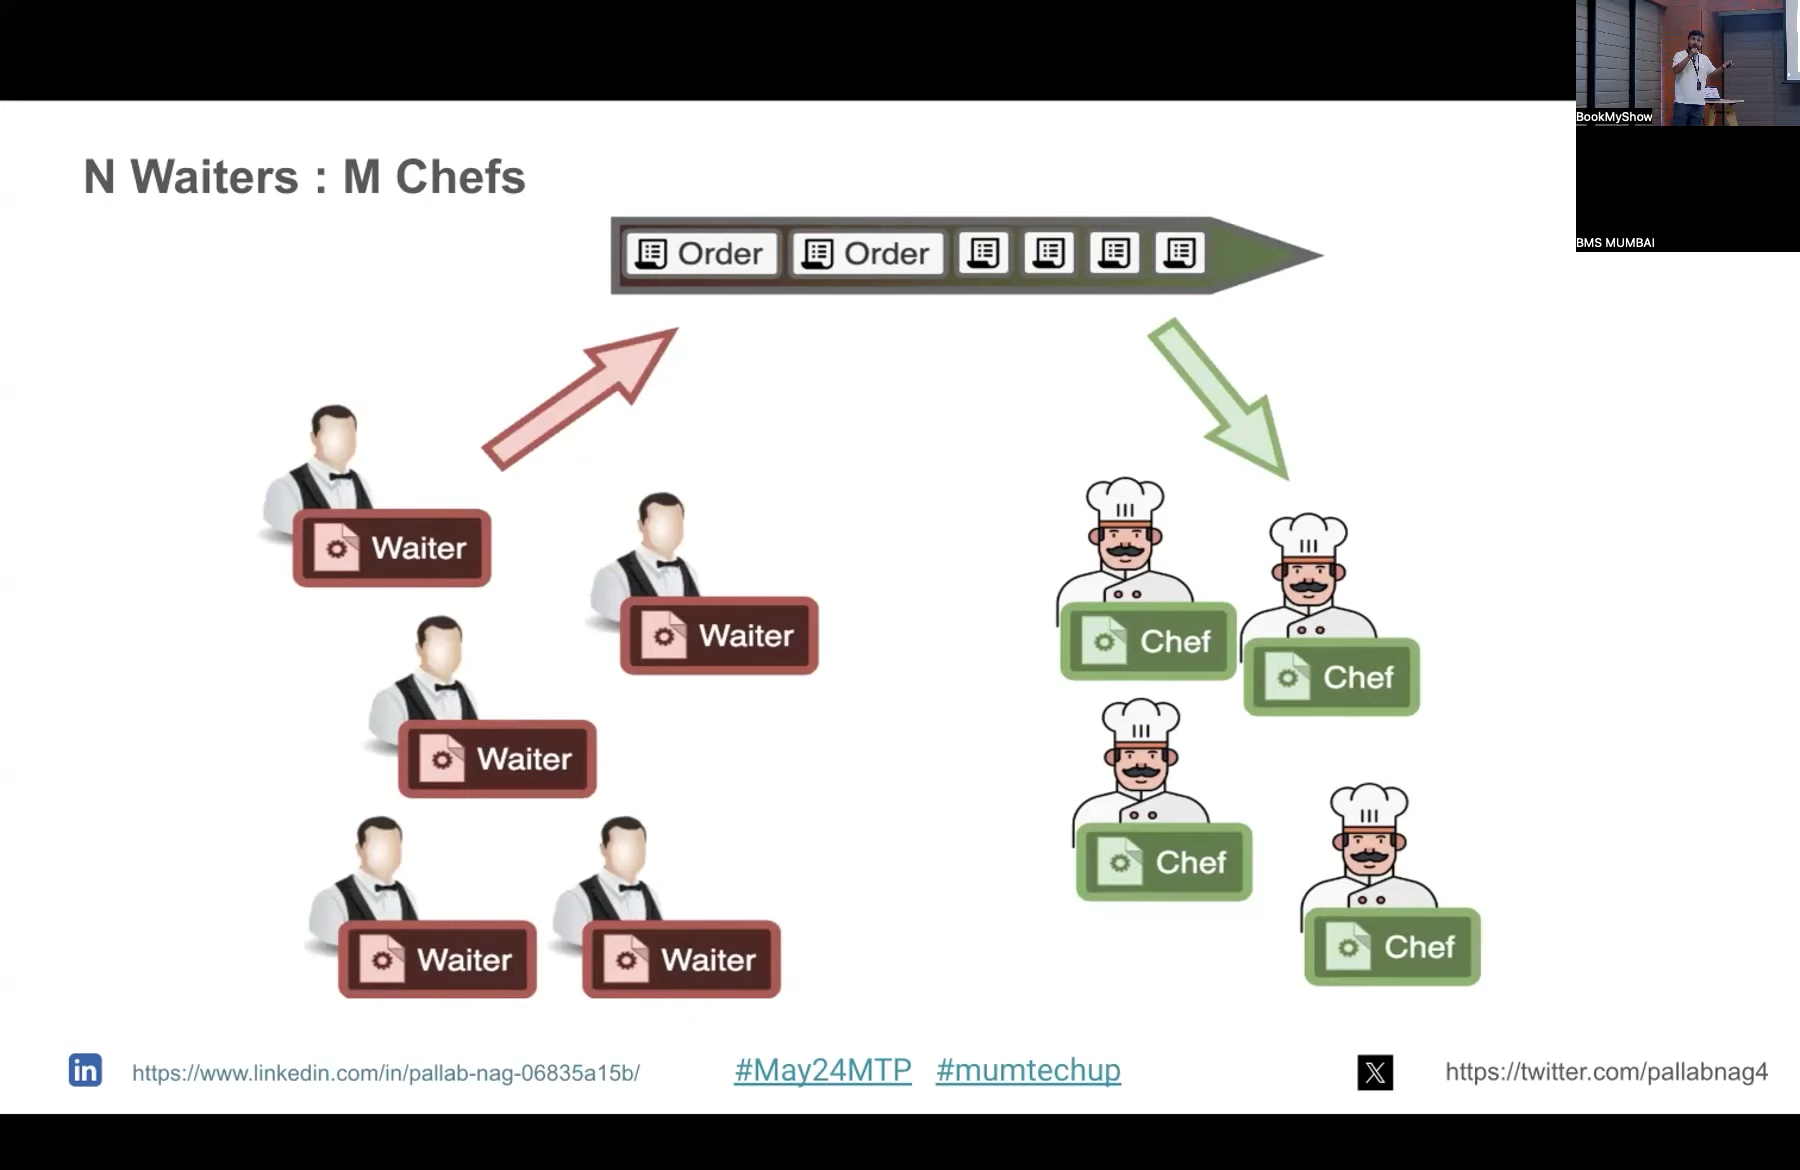 BookMyShow
BMS MUMBAI
N Waiters : M Chefs
Order Order
Waiter
Waiter
Waiter
Waiter
Waiter
Chef
Chef
Chef
Chef
in https://www.linkedin.com/in/pallab-nag-06835a15b/
#May24MTP #mumtechup
X https://twitter.com/pallabnag4